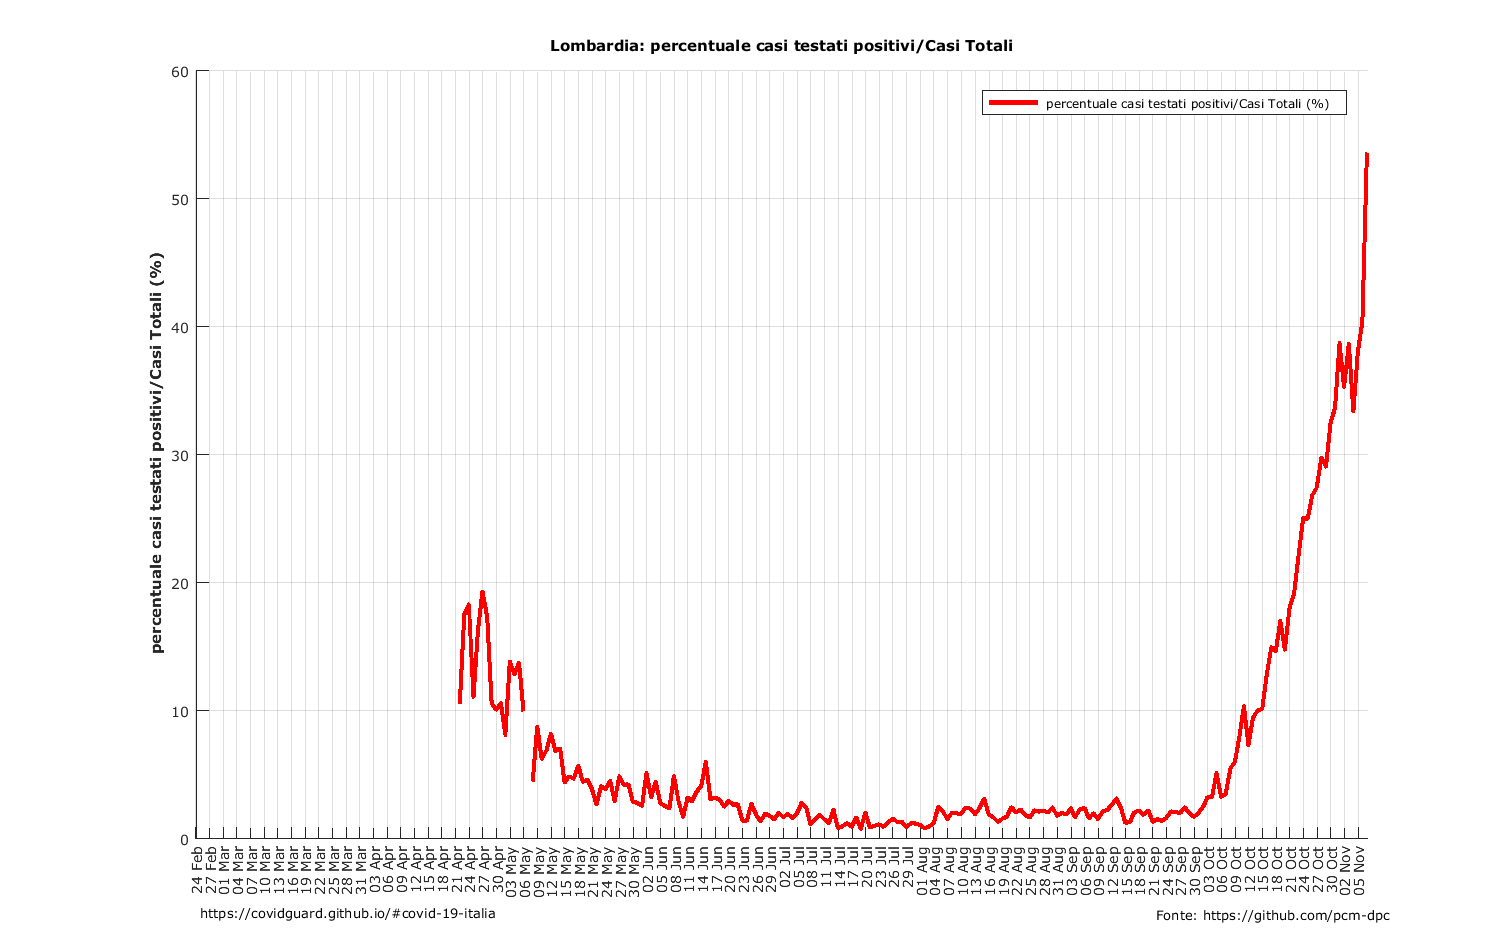 Lombardia: percentuale casi testati positivi/Casi Totali
percentuale casi testati positivi/Casi Totali (%)
percentuale casi testati positivi/Casi Totali (%)
60
50
40
30
20
10
0
24 Feb
27 Feb
01 Mar
04 Mar
07 Mar
10 Mar
13 Mar
16 Mar
19 Mar
22 Mar
25 Mar
28 Mar
31 Mar
03 Apr
06 Apr
09 Apr
12 Apr
15 Apr
18 Apr
21 Apr
24 Apr
27 Apr
30 Apr
03 May
06 May
09 May
12 May
15 May
18 May
21 May
24 May
27 May
30 May
02 Jun
05 Jun
08 Jun
11 Jun
14 Jun
17 Jun
20 Jun
23 Jun
26 Jun
29 Jun
02 Jul
05 Jul
08 Jul
11 Jul
14 Jul
17 Jul
20 Jul
23 Jul
26 Jul
29 Jul
01 Aug
04 Aug
07 Aug
10 Aug
13 Aug
16 Aug
19 Aug
22 Aug
25 Aug
28 Aug
31 Aug
03 Sep
06 Sep
09 Sep
12 Sep
15 Sep
18 Sep
21 Sep
24 Sep
27 Sep
30 Sep
03 Oct
06 Oct
09 Oct
12 Oct
15 Oct
18 Oct
21 Oct
24 Oct
27 Oct
30 Oct
02 Nov
05 Nov
https://covidguard.github.io/#covid-19-italia
Fonte: https://github.com/pcm-dpc